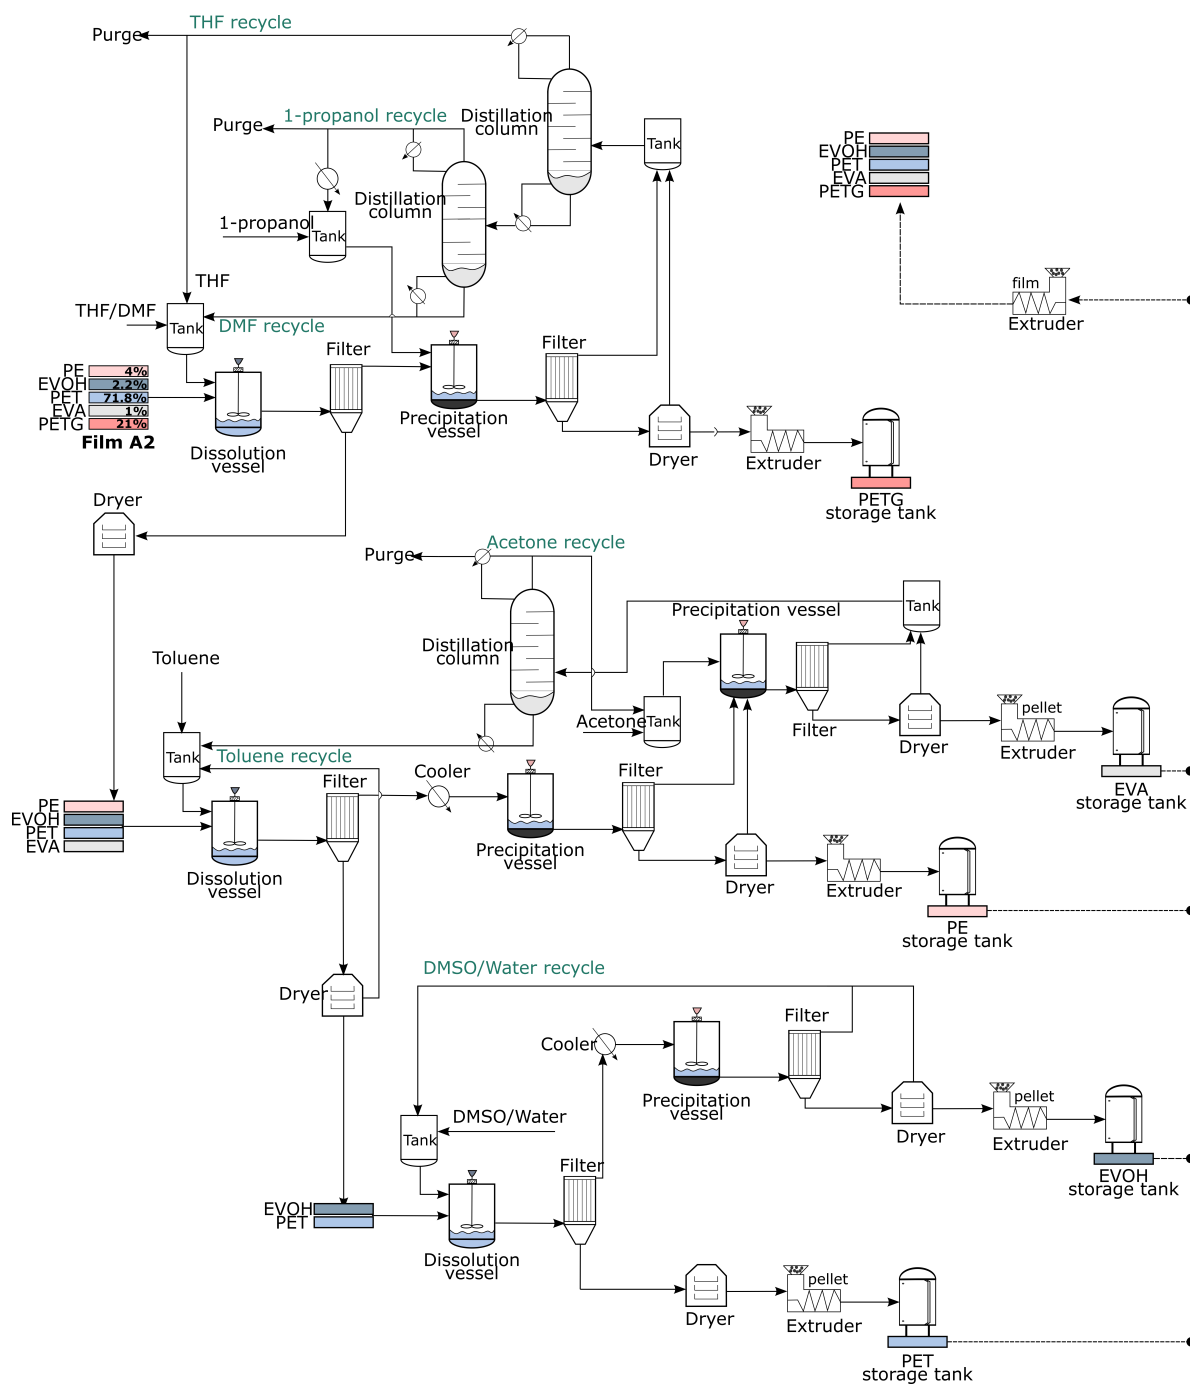 THF recycle
Purge
1-propanol recycle
Purge
Distillation
column
Tank
Distillation
column
1-propanol
Tank
THF
THF/DMF
Tank
DMF recycle
PE
EVOH
PET
EVA
PETG
film
Extruder
PE 4%
EVOH 2.2%
PET 71.8%
EVA 1%
PETG 21%
Film A2
Dissolution
vessel
Filter
Precipitation
vessel
Filter
Dryer
Extruder
PETG
storage tank
Dryer
Acetone recycle
Purge
Distillation
column
Precipitation vessel
Tank
Toluene
Tank
Toluene recycle
Acetone
Tank
Filter
Dryer
pellet
Extruder
EVA
storage tank
PE
EVOH
PET
EVA
Dissolution
vessel
Filter
Cooler
Precipitation
vessel
Filter
Dryer
Extruder
PE
storage tank
Dryer
DMSO/Water recycle
Cooler
Precipitation
vessel
Filter
Dryer
pellet
Extruder
EVOH
storage tank
DMSO/Water
Tank
EVOH
PET
Dissolution
vessel
Filter
Dryer
pellet
Extruder
PET
storage tank